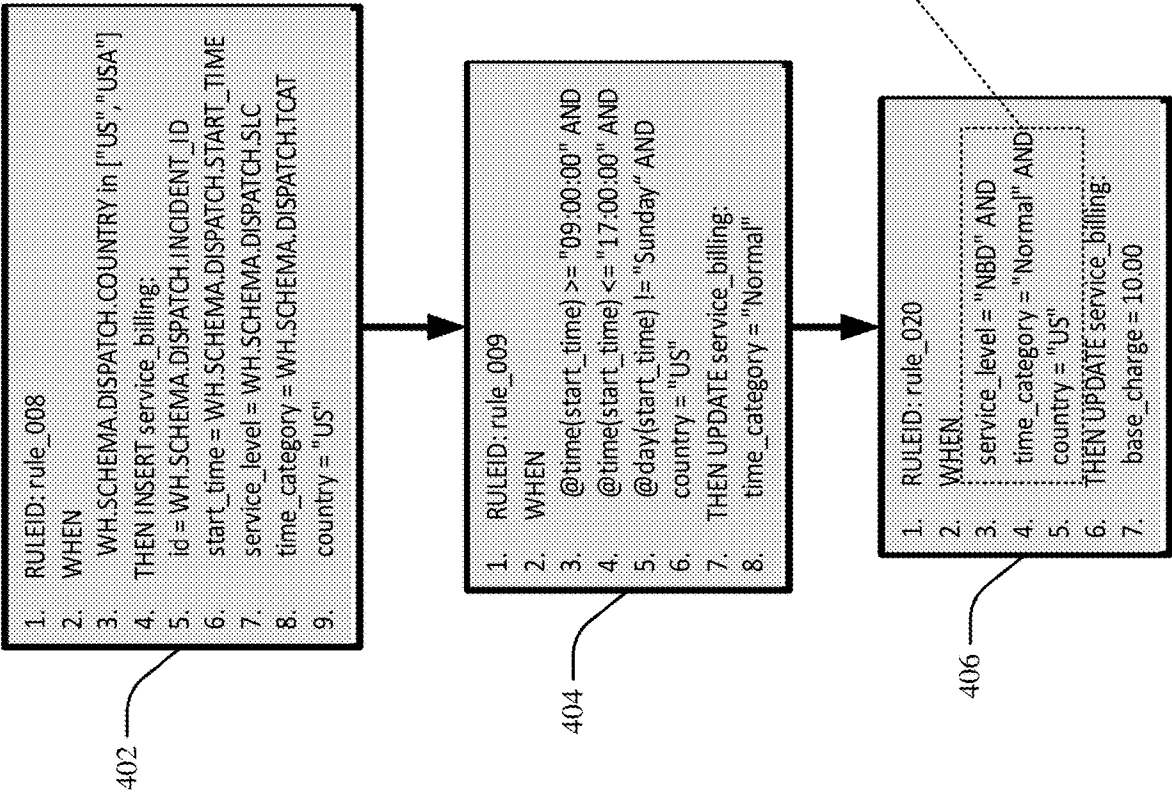 402
1. RULEID: rule_008
2. WHEN
3. WH.SCHEMA.DISPATCH.COUNTRY in ["US","USA"]
4. THEN INSERT service_billing:
5. id = WH.SCHEMA.DISPATCH.INCIDENT_ID
6. start_time = WH.SCHEMA.DISPATCH.START_TIME
7. service_level = WH.SCHEMA.DISPATCH.SLC
8. time_category = WH.SCHEMA.DISPATCH.TCAT
9. country = "US"
404
1. RULEID: rule_009
2. WHEN
3. @time(start_time) >= "09:00:00" AND
4. @time(start_time) <= "17:00:00" AND
5. @day(start_time) != "Sunday" AND
6. country = "US"
7. THEN UPDATE service_billing:
8. time_category = "Normal"
406
1. RULEID: rule_020
2. WHEN
3. service_level = "NBD" AND
4. time_category = "Normal" AND
5. country = "US"
6. THEN UPDATE service_billing:
7. base_charge = 10.00